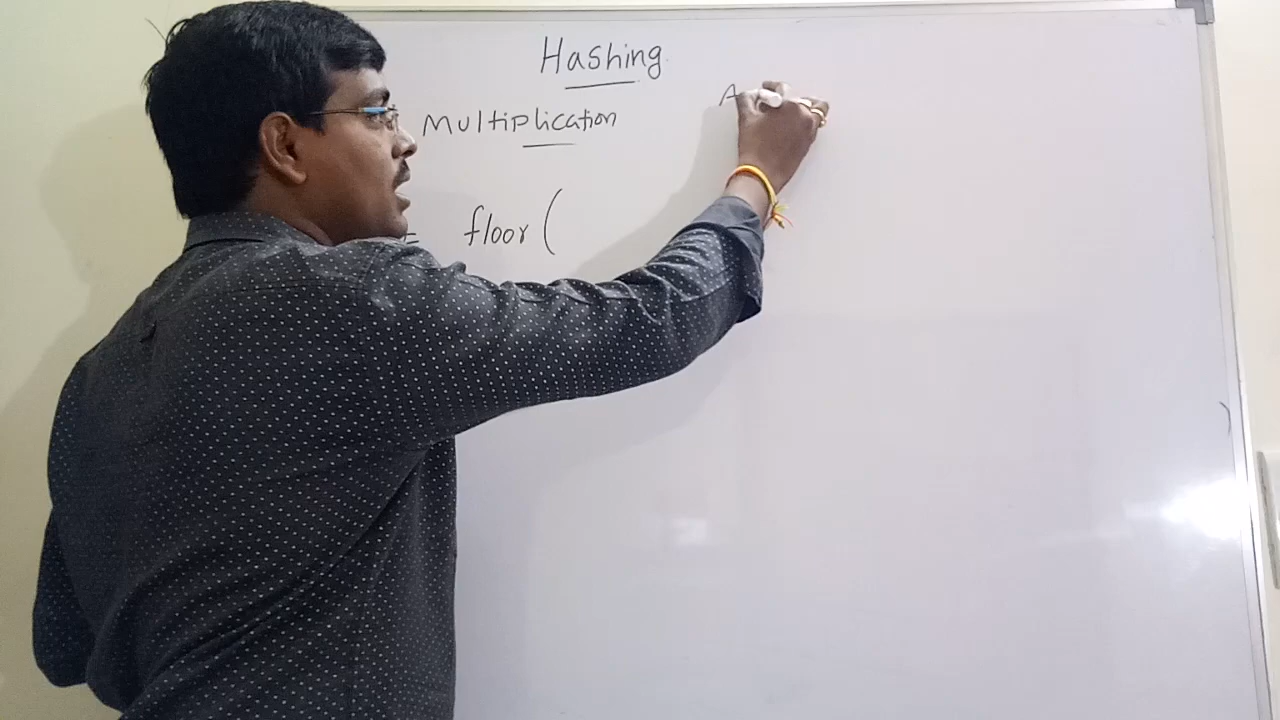 Hashing
Multiplication
A
= floor (